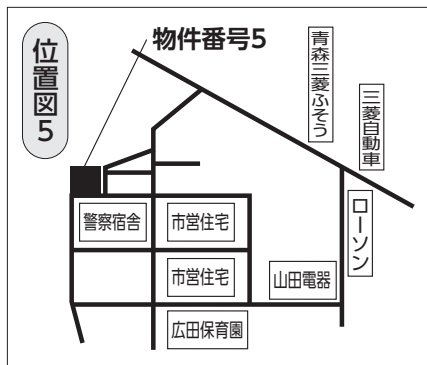 位置図5
物件番号5
青森三菱ふそう
三菱自動車
ローソン
警察宿舎
市営住宅
市営住宅
山田電器
広田保育園